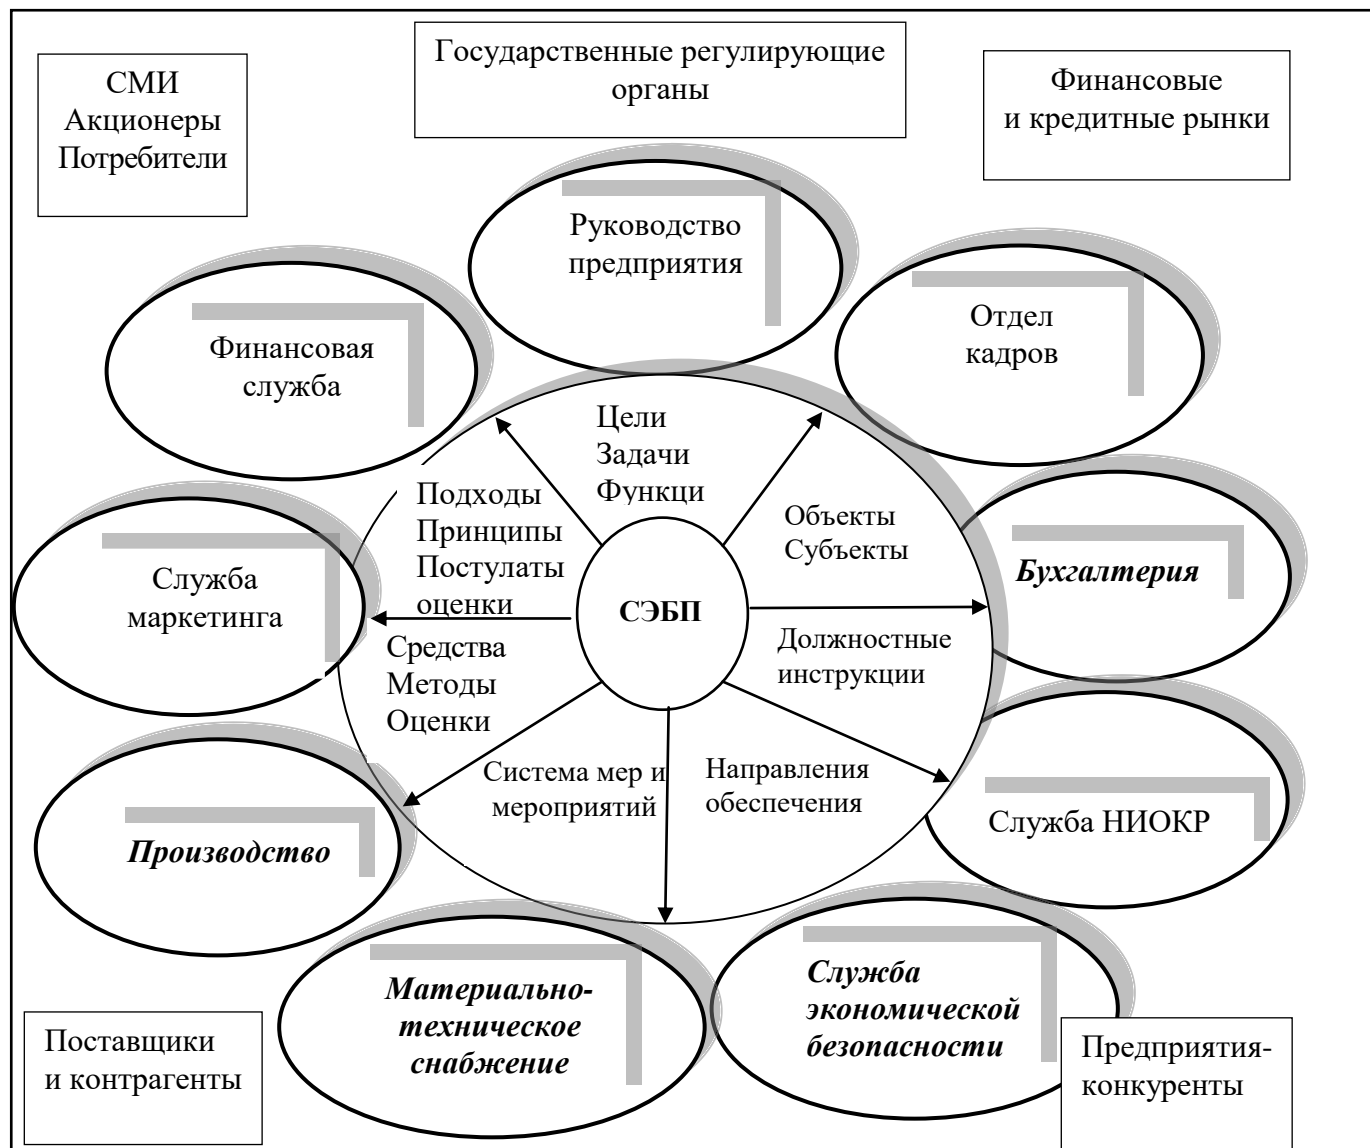 СМИ
Акционеры
Потребители
Государственные регулирующие
органы
Финансовые
и кредитные рынки
Руководство
предприятия
Финансовая
служба
Отдел
кадров
Цели
Задачи
Функци
Подходы
Принципы
Постулаты
оценки
Объекты
Субъекты
Бухгалтерия
Служба
маркетинга
СЭБП
Средства
Методы
Оценки
Должностные
инструкции
Система мер и
мероприятий
Направления
обеспечения
Производство
Служба НИОКР
Материально-
техническое
снабжение
Служба
экономической
безопасности
Поставщики
и контрагенты
Предприятия-
конкуренты